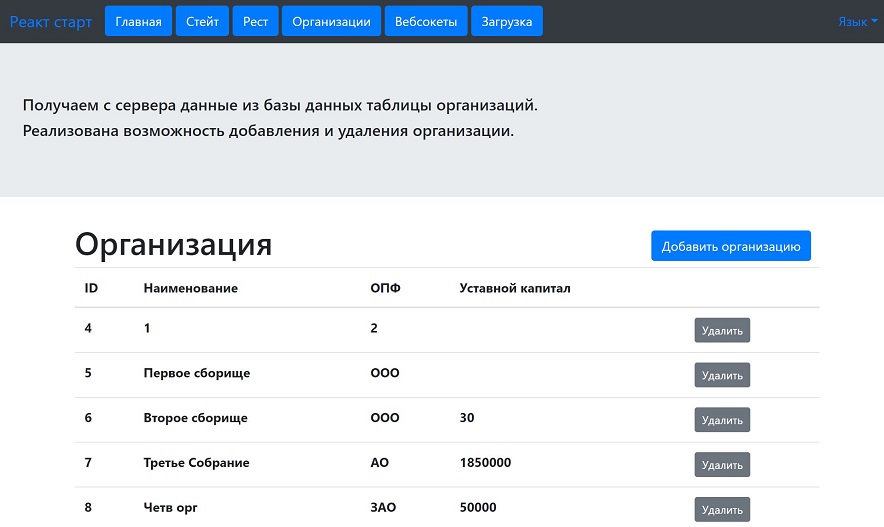 Реакт старт Главная Стейт Рест Организации Вебсокеты Загрузка Язык
Получаем с сервера данные из базы данных таблицы организаций.
Реализована возможность добавления и удаления организации.
Организация Добавить организацию
ID Наименование ОПФ Уставной капитал
4 1 2 Удалить
5 Первое сборище ООО Удалить
6 Второе сборище ООО 30 Удалить
7 Третье Собрание АО 1850000 Удалить
8 Четв орг ЗАО 50000 Удалить